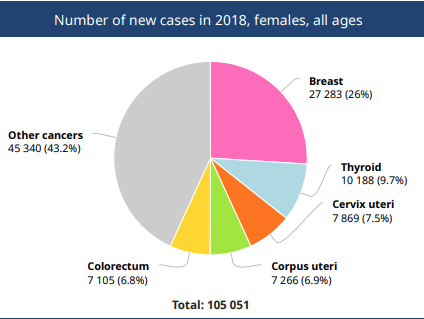 Number of new cases in 2018, females, all ages
Breast
27 283 (26%)
Thyroid
10 188 (9.7%)
Cervix uteri
7 869 (7.5%)
Corpus uteri
7 266 (6.9%)
Colorectum
7 105 (6.8%)
Other cancers
45 340 (43.2%)
Total: 105 051